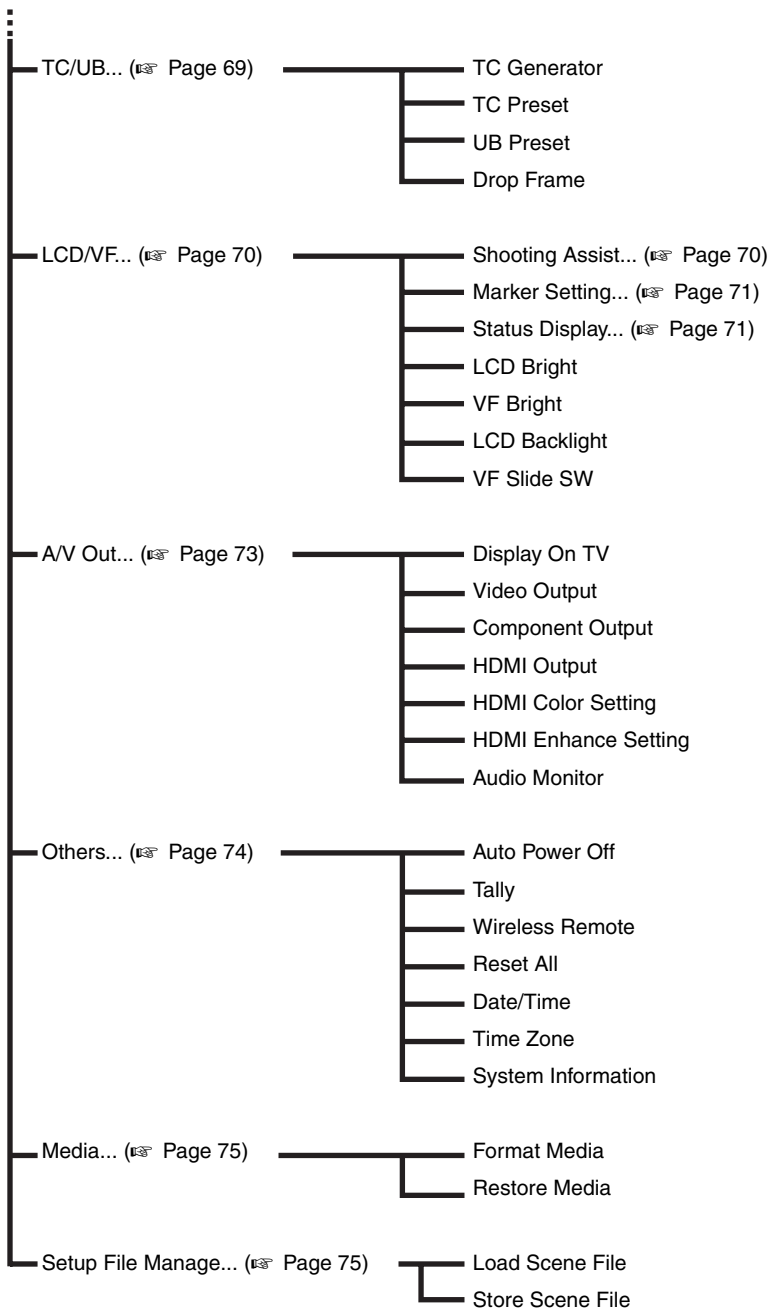 TC/UB... (☞ Page 69)
TC Generator
TC Preset
UB Preset
Drop Frame
LCD/VF... (☞ Page 70)
Shooting Assist... (☞ Page 70)
Marker Setting... (☞ Page 71)
Status Display... (☞ Page 71)
LCD Bright
VF Bright
LCD Backlight
VF Slide SW
A/V Out... (☞ Page 73)
Display On TV
Video Output
Component Output
HDMI Output
HDMI Color Setting
HDMI Enhance Setting
Audio Monitor
Others... (☞ Page 74)
Auto Power Off
Tally
Wireless Remote
Reset All
Date/Time
Time Zone
System Information
Media... (☞ Page 75)
Format Media
Restore Media
Setup File Manage... (☞ Page 75)
Load Scene File
Store Scene File